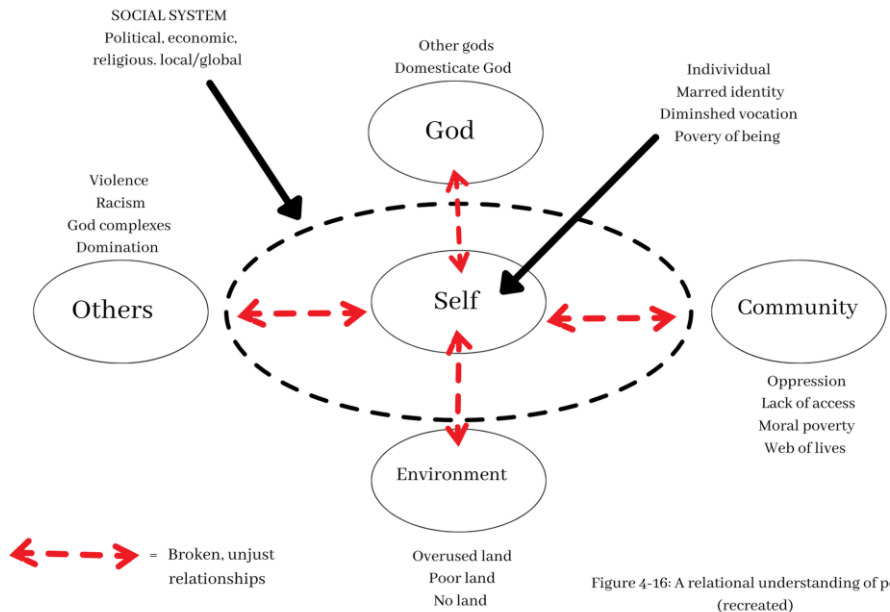 SOCIAL SYSTEM
Political, economic,
religious. local/global
Other gods
Domesticate God
God
Indivividual
Marred identity
Diminshed vocation
Povery of being
Violence
Racism
God complexes
Domination
Others
Self
Community
Oppression
Lack of access
Moral poverty
Web of lives
Environment
Overused land
Poor land
No land
= Broken, unjust
relationships
Figure 4-16: A relational understanding of
(recreated)